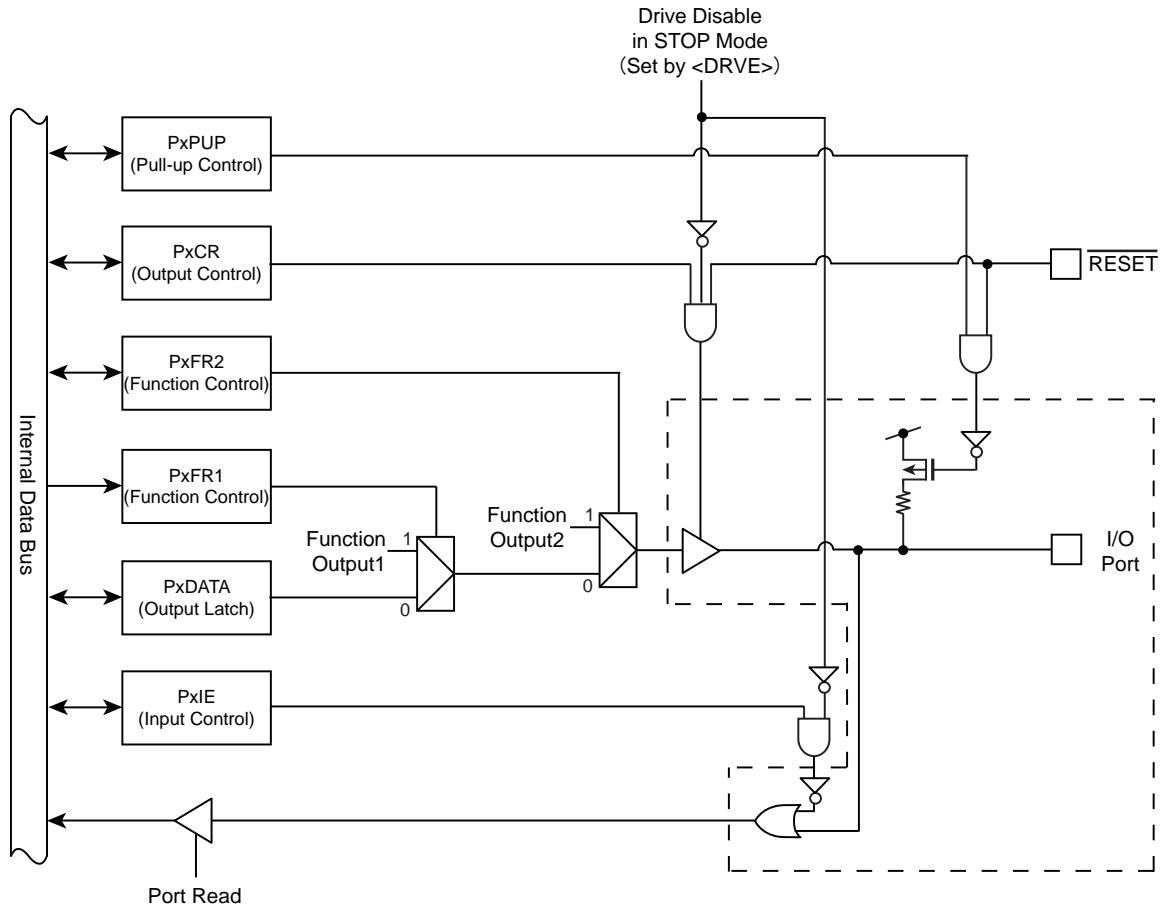 Drive Disable
in STOP Mode
（Set by <DRVE>）
PxPUP
(Pull-up Control)
PxCR
(Output Control)
RESET
PxFR2
(Function Control)
Internal Data Bus
PxFR1
(Function Control)
Function
Output1
1
0
Function
Output2
1
0
I/O
Port
PxDATA
(Output Latch)
PxIE
(Input Control)
Port Read